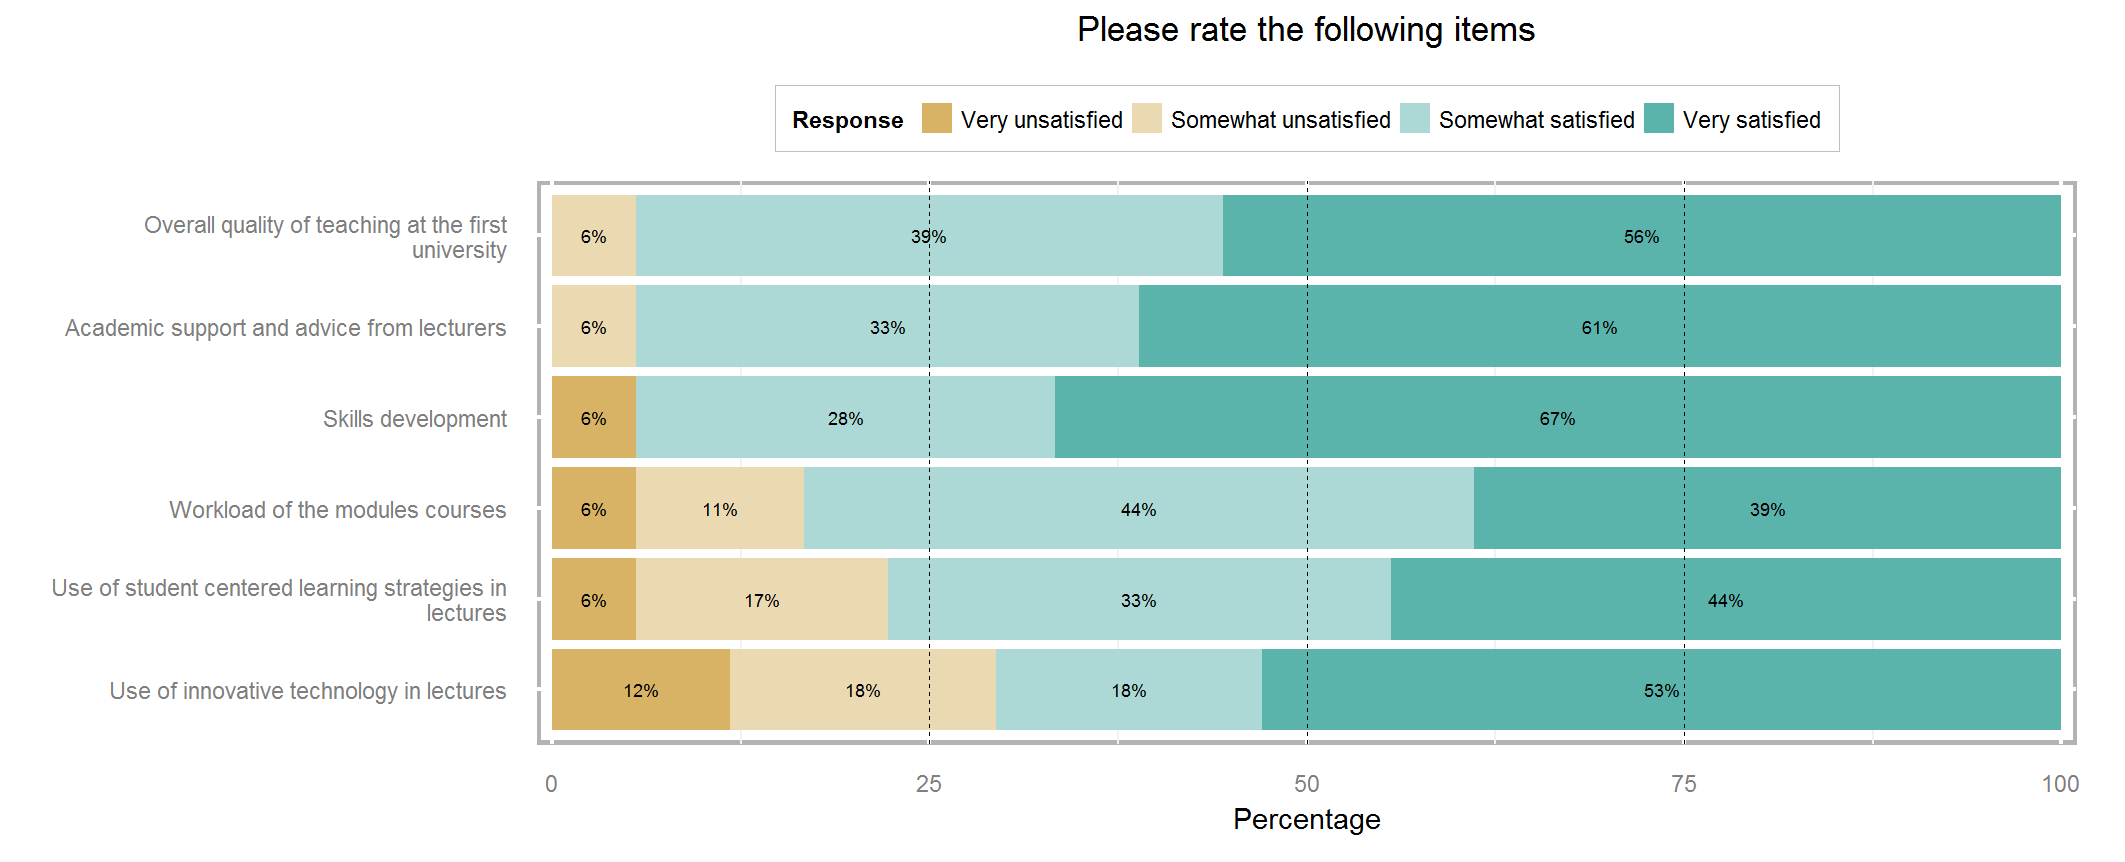 Please rate the following items
Response Very unsatisfied Somewhat unsatisfied Somewhat satisfied Very satisfied
Overall quality of teaching at the first
university
6% 39% 56%
Academic support and advice from lecturers
6% 33% 61%
Skills development
6% 28% 67%
Workload of the modules courses
6% 11% 44% 39%
Use of student centered learning strategies in
lectures
6% 17% 33% 44%
Use of innovative technology in lectures
12% 18% 18% 53%
0 25 50 75 100
Percentage